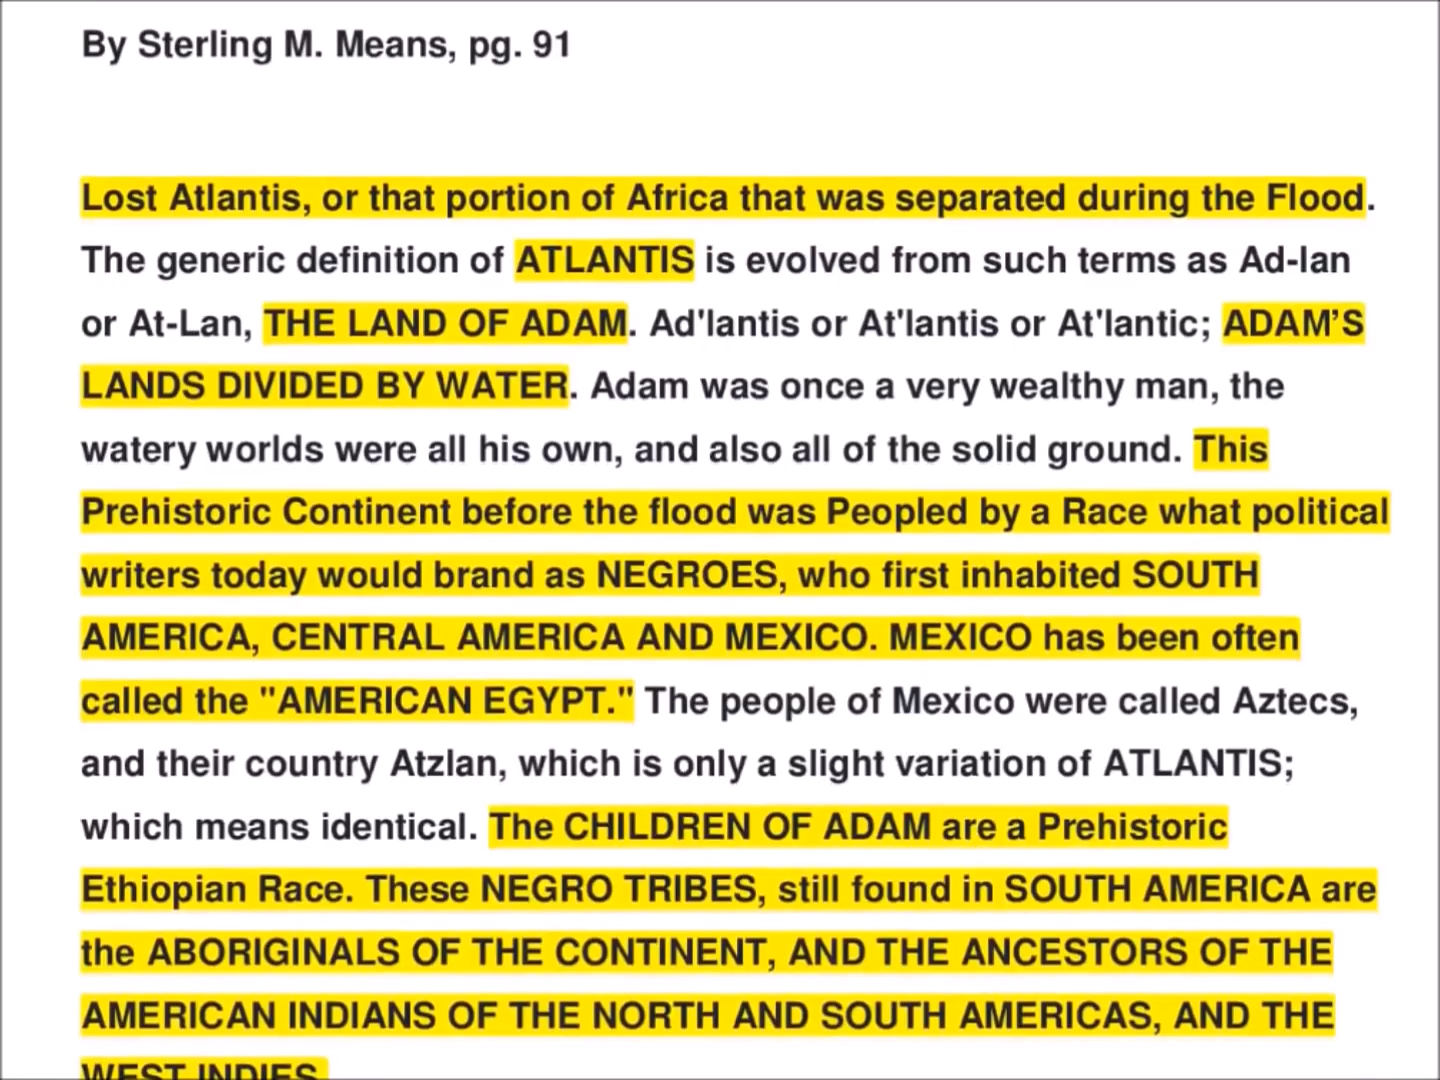 By Sterling M. Means, pg. 91
Lost Atlantis, or that portion of Africa that was separated during the Flood.
The generic definition of ATLANTIS is evolved from such terms as Ad-lan
or At-Lan, THE LAND OF ADAM. Ad'lantis or At'lantis or At'lantic; ADAM’S
LANDS DIVIDED BY WATER. Adam was once a very wealthy man, the
watery worlds were all his own, and also all of the solid ground. This
Prehistoric Continent before the flood was Peopled by a Race what political
writers today would brand as NEGROES, who first inhabited SOUTH
AMERICA, CENTRAL AMERICA AND MEXICO. MEXICO has been often
called the "AMERICAN EGYPT." The people of Mexico were called Aztecs,
and their country Atzlan, which is only a slight variation of ATLANTIS;
which means identical. The CHILDREN OF ADAM are a Prehistoric
Ethiopian Race. These NEGRO TRIBES, still found in SOUTH AMERICA are
the ABORIGINALS OF THE CONTINENT, AND THE ANCESTORS OF THE
AMERICAN INDIANS OF THE NORTH AND SOUTH AMERICAS, AND THE
WEST INDIES.